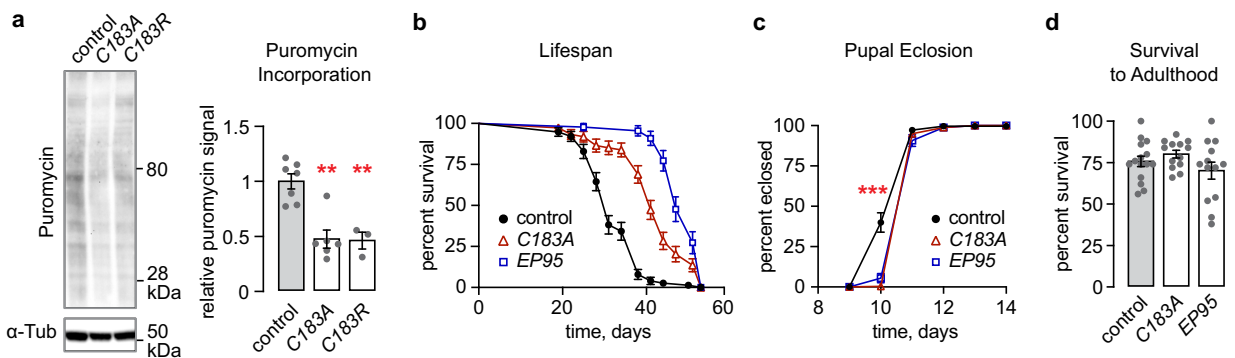 a
control
C183A
C183R
Puromycin
80
28
kDa
α-Tub
50
kDa
Puromycin
Incorporation
relative puromycin signal
1.5
1
0.5
0
** **
control
C183A
C183R
b
Lifespan
percent survival
100
75
50
25
0
control
C183A
EP95
0 20 40 60
time, days
c
Pupal Eclosion
percent eclosed
100
75
50
25
0
***
control
C183A
EP95
8 10 12 14
time, days
d
Survival
to Adulthood
percent survival
100
75
50
25
0
control
C183A
EP95